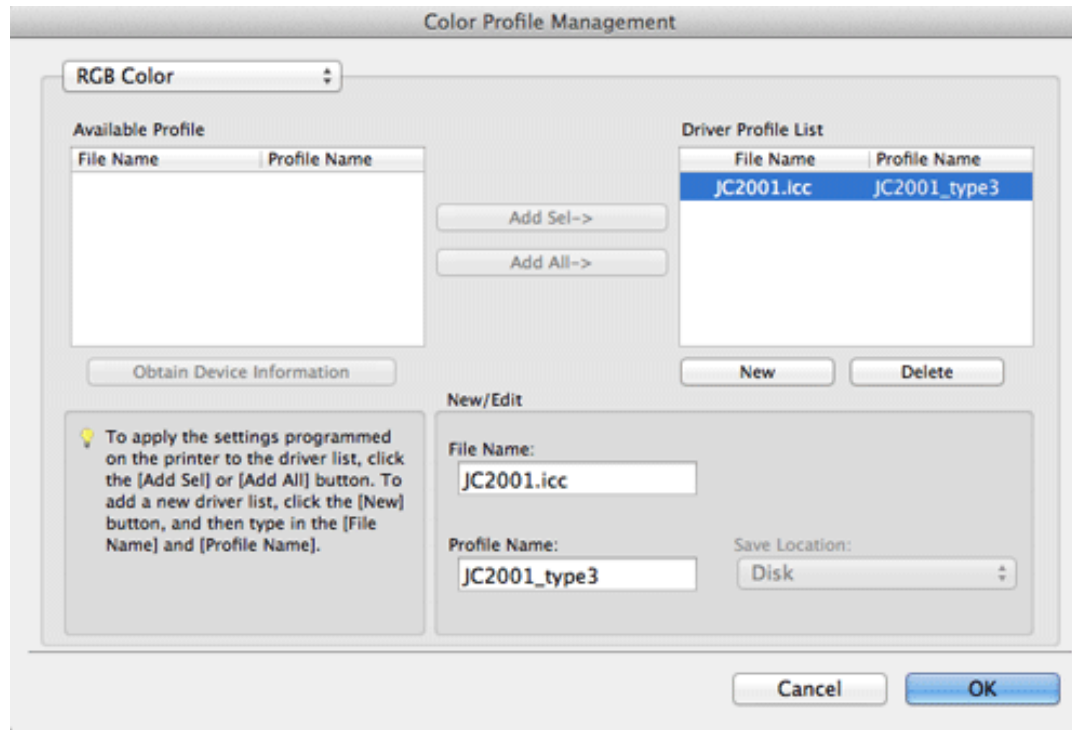 Color Profile Management
RGB Color
Available Profile
File Name Profile Name
Driver Profile List
File Name Profile Name
JC2001.icc JC2001_type3
Add Sel->
Add All->
Obtain Device Information
New Delete
To apply the settings programmed
on the printer to the driver list, click
the [Add Sel] or [Add All] button. To
add a new driver list, click the [New]
button, and then type in the [File
Name] and [Profile Name].
New/Edit
File Name:
JC2001.icc
Profile Name:
JC2001_type3
Save Location:
Disk
Cancel OK